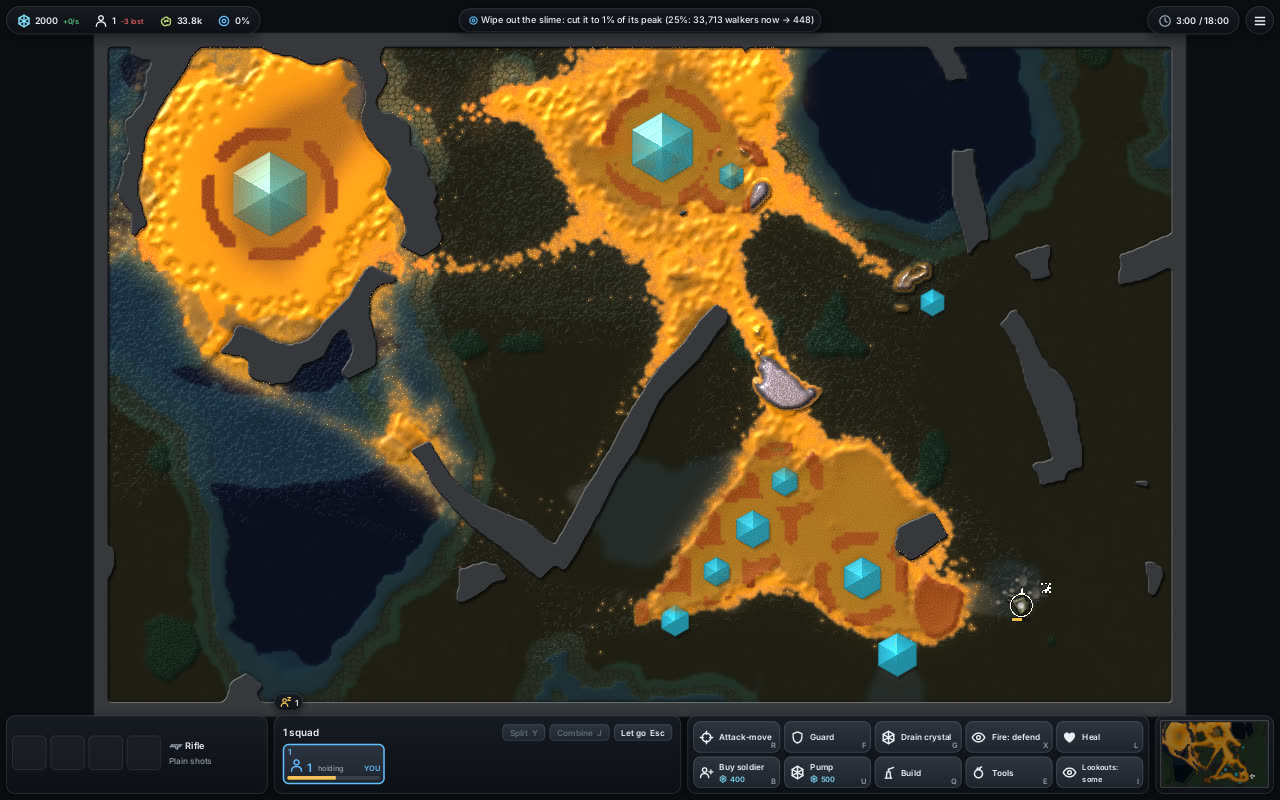 2000 +0/s 1 -3 lost 33.8k 0%
Wipe out the slime: cut it to 1% of its peak (25%: 33,713 walkers now → 448)
3:00 / 18:00
1
Rifle
Plain shots
1 squad
Split Y
Combine J
Let go Esc
1
1 holding YOU
Attack-move R
Guard F
Drain crystal G
Fire: defend X
Heal L
Buy soldier 400 B
Pump 500 U
Build Q
Tools E
Lookouts: some I